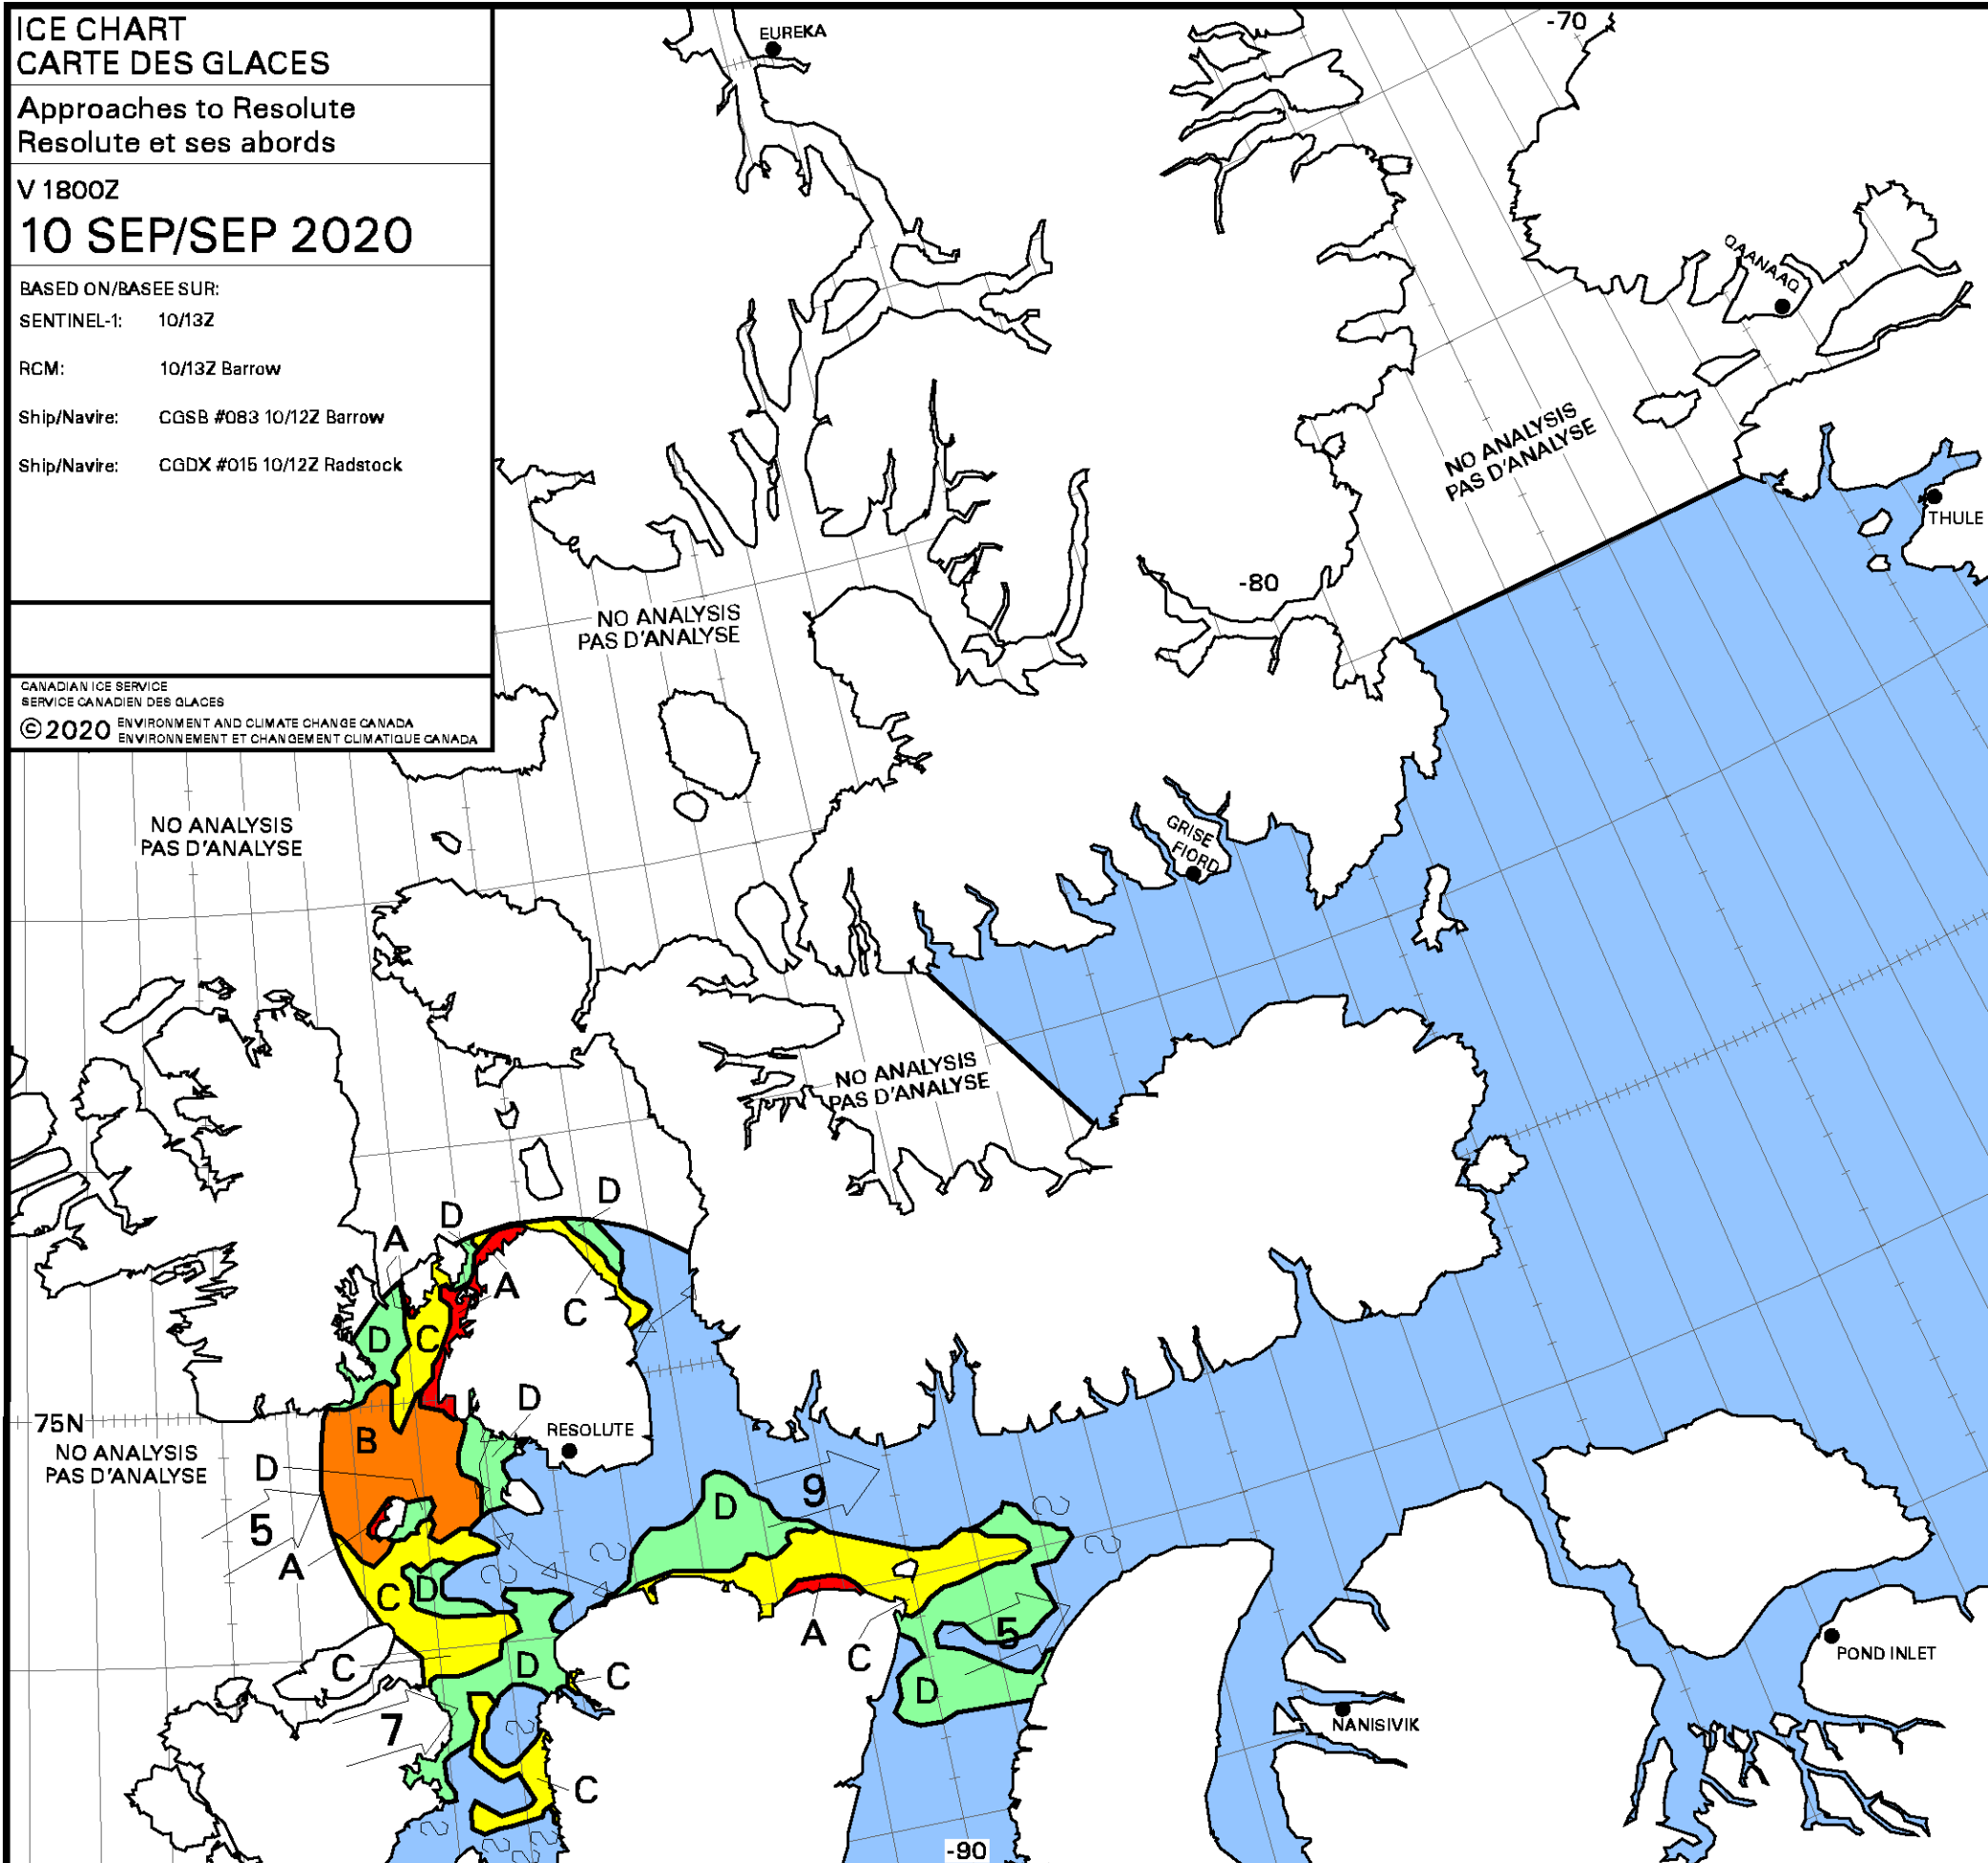 ICE CHART
CARTE DES GLACES
Approaches to Resolute
Resolute et ses abords
V 1800Z
10 SEP/SEP 2020
BASED ON/BASEE SUR:
SENTINEL-1: 10/13Z
RCM: 10/13Z Barrow
Ship/Navire: CGSB #083 10/12Z Barrow
Ship/Navire: CGDX #015 10/12Z Radstock
CANADIAN ICE SERVICE
SERVICE CANADIEN DES GLACES
© 2020 ENVIRONMENT AND CLIMATE CHANGE CANADA
ENVIRONNEMENT ET CHANGEMENT CLIMATIQUE CANADA
-70
EUREKA
QAANAAQ
NO ANALYSIS
PAS D'ANALYSE
THULE
-80
NO ANALYSIS
PAS D'ANALYSE
NO ANALYSIS
PAS D'ANALYSE
GRISE
FIORD
NO ANALYSIS
PAS D'ANALYSE
D
D
A
A
C
D
C
D
75N
RESOLUTE
B
NO ANALYSIS
PAS D'ANALYSE
D
9
D
5
A
C
D
A
5
C
C
D
C
D
7
C
POND INLET
NANISIVIK
-90